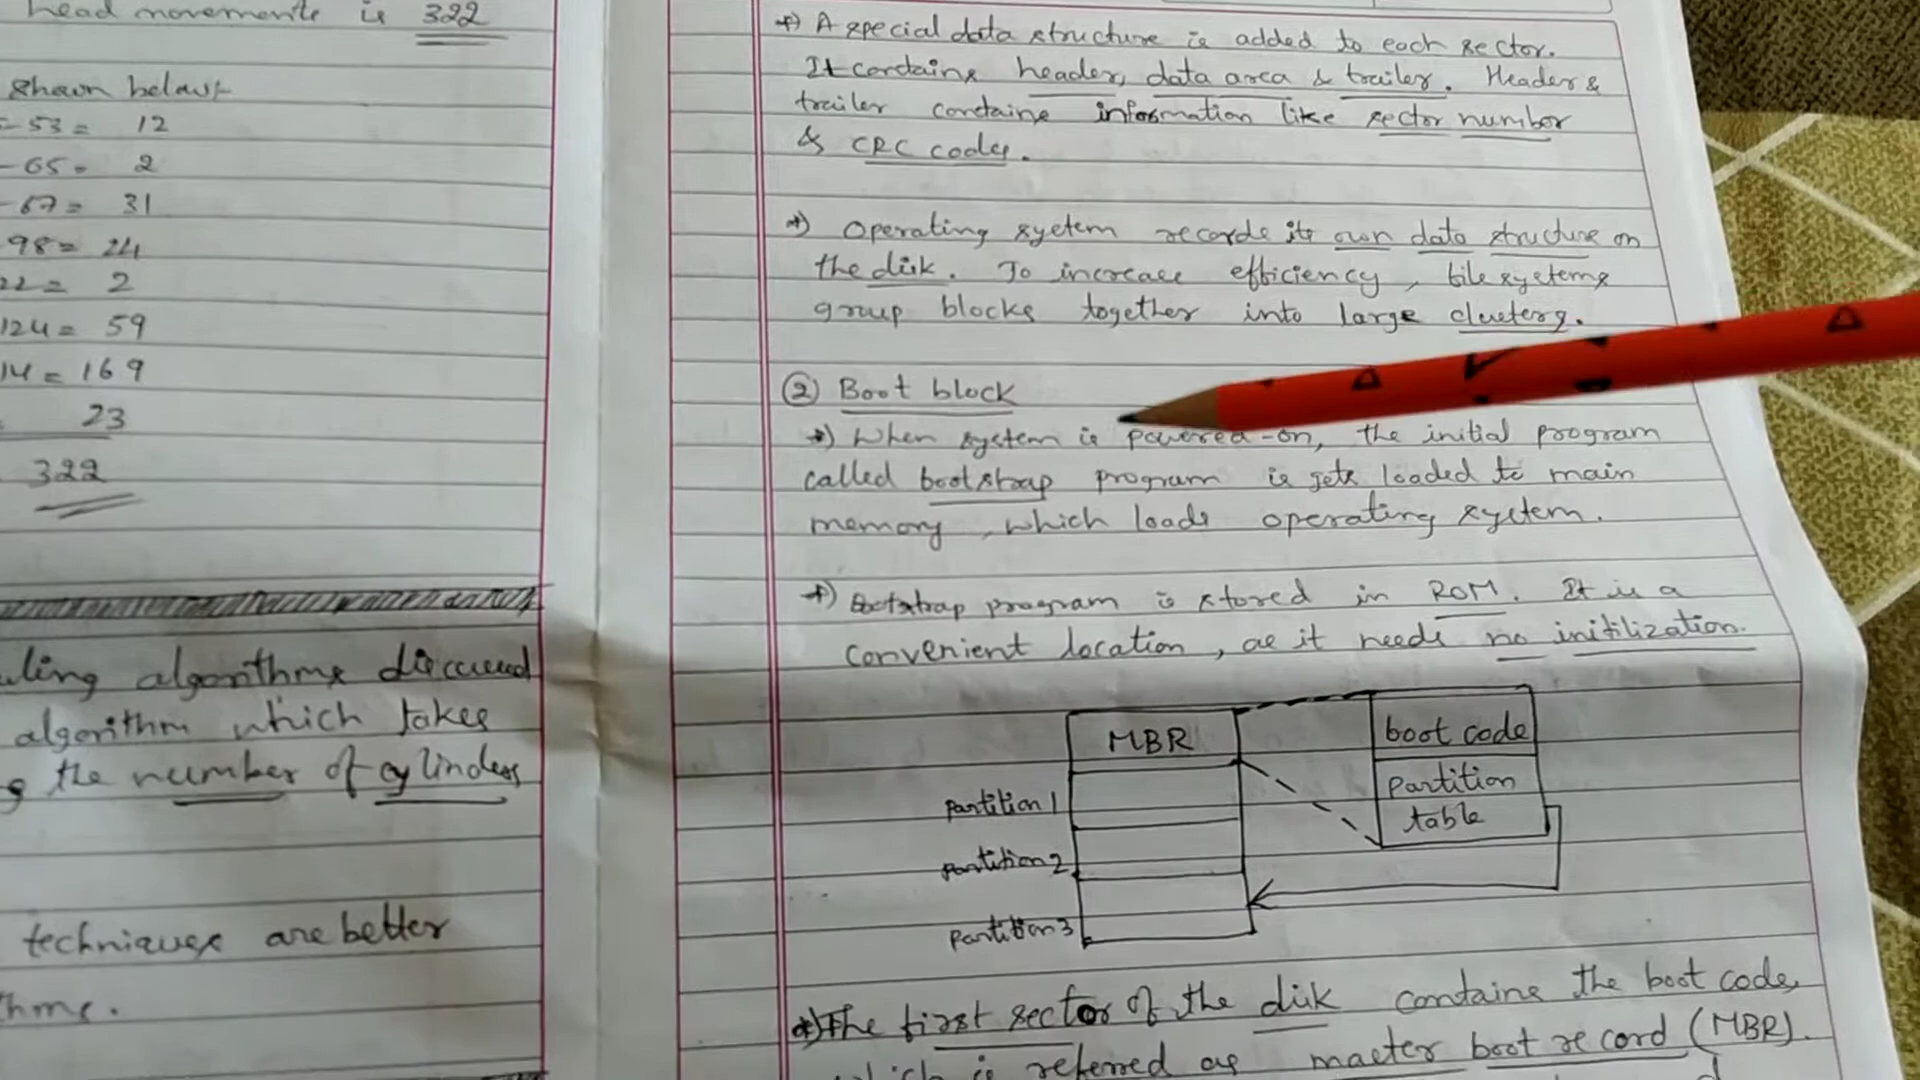 head movements is 322
shown below:-
- 53 = 12
- 65 = 2
- 67 = 31
98 = 24
22 = 2
124 = 59
14 = 169
23
322
uling algorithms discussed
algorithm which takes
g the number of cylinders
techniques are better
thms.
*) A special data structure is added to each sector.
It contains header, data area & trailer. Header &
trailer contains information like sector number
& CRC codes.
*) Operating system records its own data structure on
the disk. To increase efficiency, file systems
group blocks together into large clusters.
② Boot block
*) When system is powered-on, the initial program
called bootstrap program is gets loaded to main
memory, which loads operating system.
*) Bootstrap program is stored in ROM. It is a
convenient location, as it needs no initilization.
MBR
boot code
partition
table
partition 1
partition 2
partition 3
*) The first sector of the disk contains the boot code,
which is referred as master boot record (MBR).